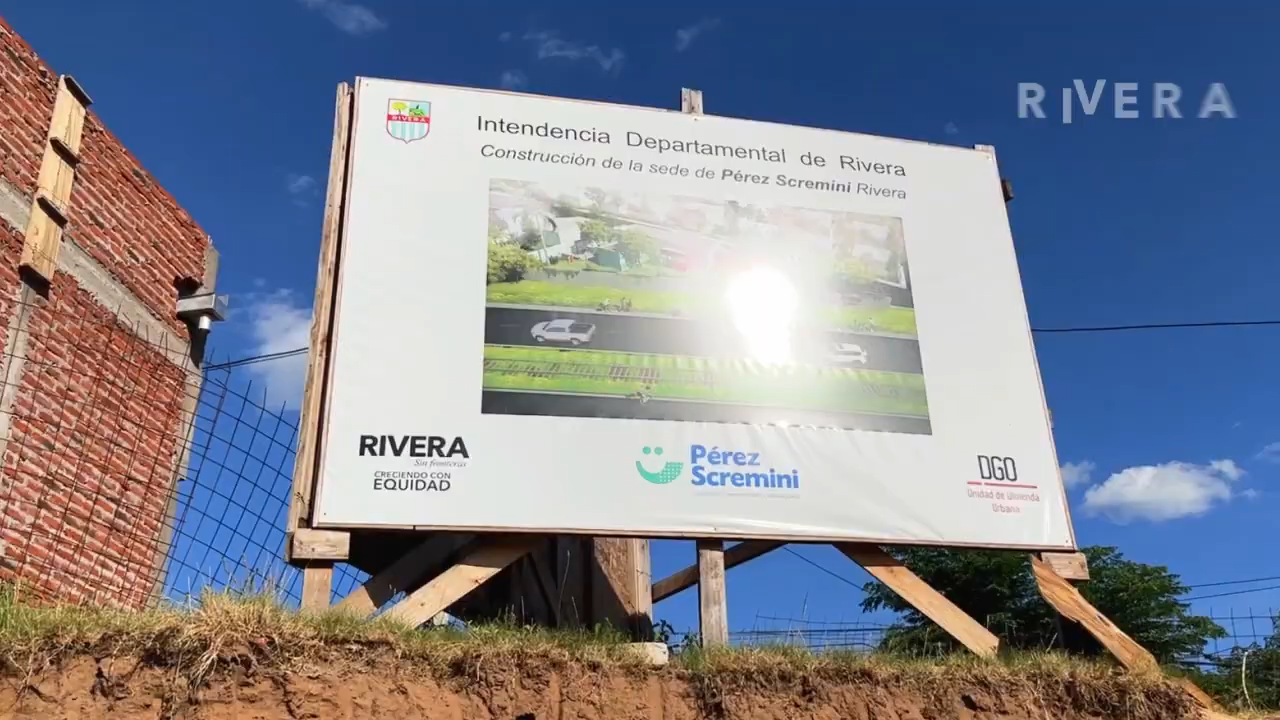 RIVERA
RIVERA
Intendencia Departamental de Rivera
Construcción de la sede de Pérez Scremini Rivera
RIVERA
Sin fronteras
CRECIENDO CON
EQUIDAD
Pérez
Scremini
DGO
Unidad de Vivienda
Urbana